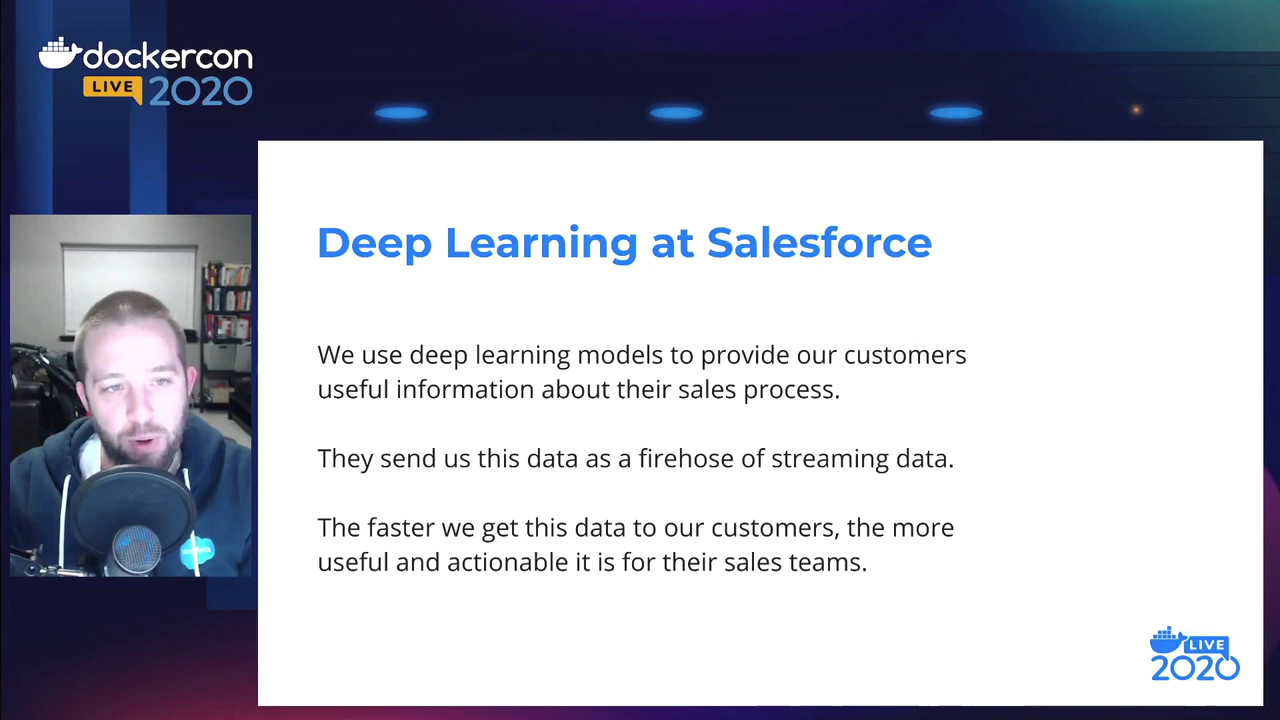 dockercon
LIVE 2020
Deep Learning at Salesforce
We use deep learning models to provide our customers
useful information about their sales process.
They send us this data as a firehose of streaming data.
The faster we get this data to our customers, the more
useful and actionable it is for their sales teams.
LIVE
2020